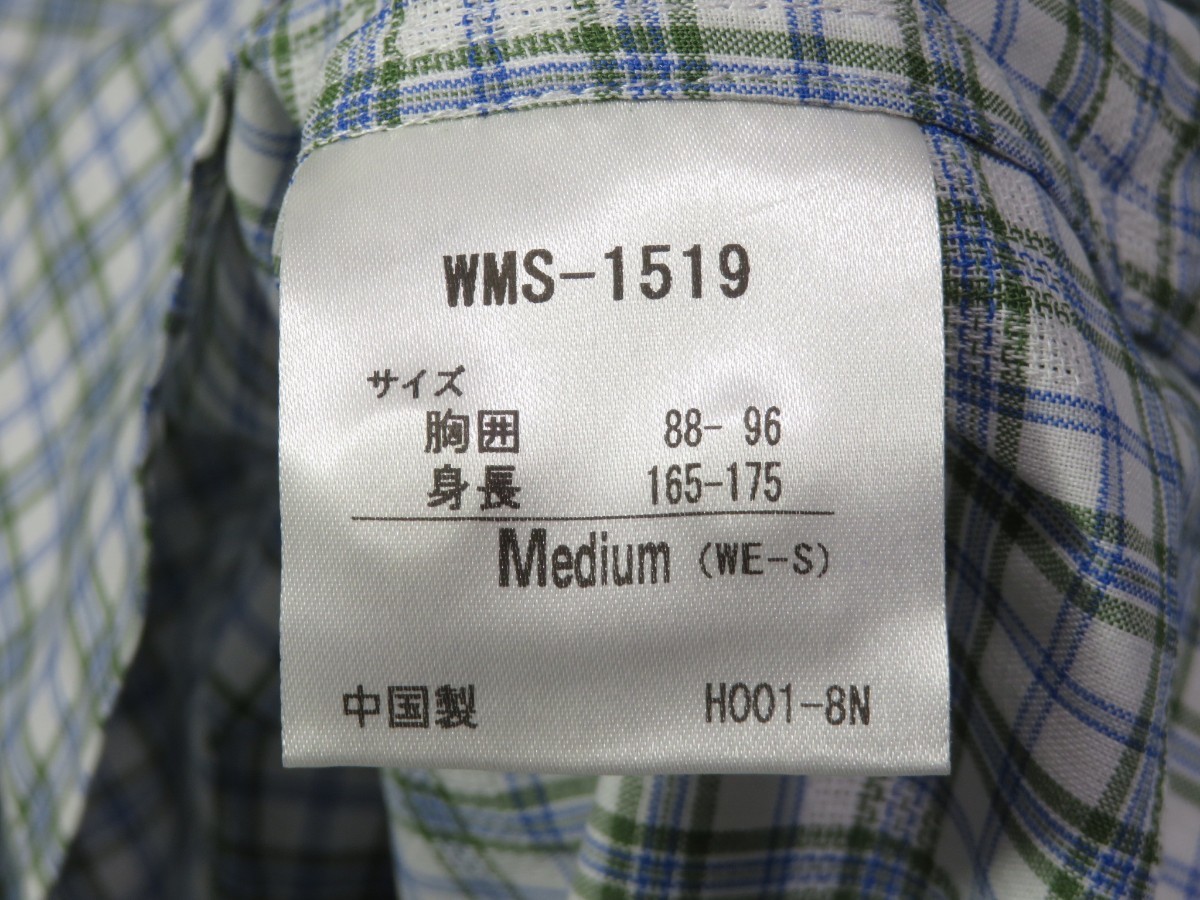 WMS-1519
サイズ
胸囲 88- 96
身長 165-175
Medium (WE-S)
中国製 H001-8N